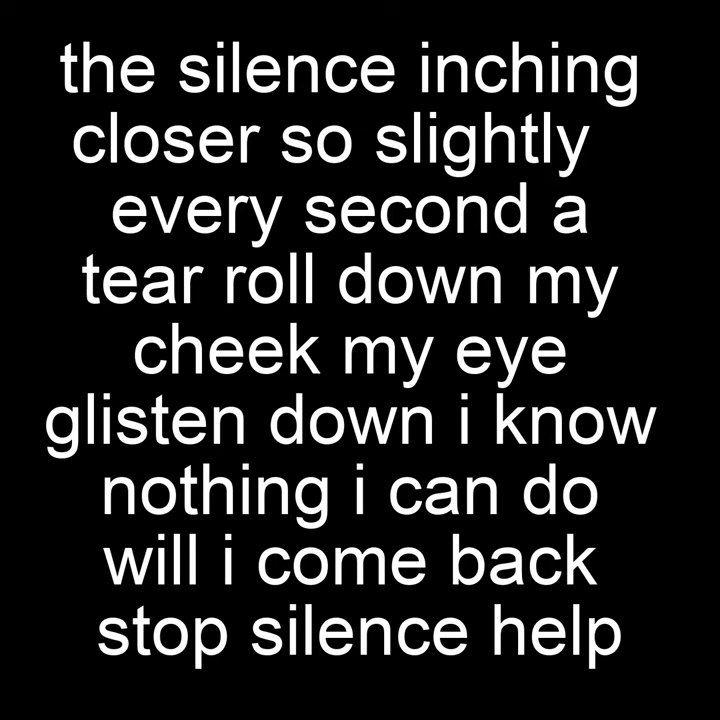 the silence inching
closer so slightly
every second a
tear roll down my
cheek my eye
glisten down i know
nothing i can do
will i come back
stop silence help